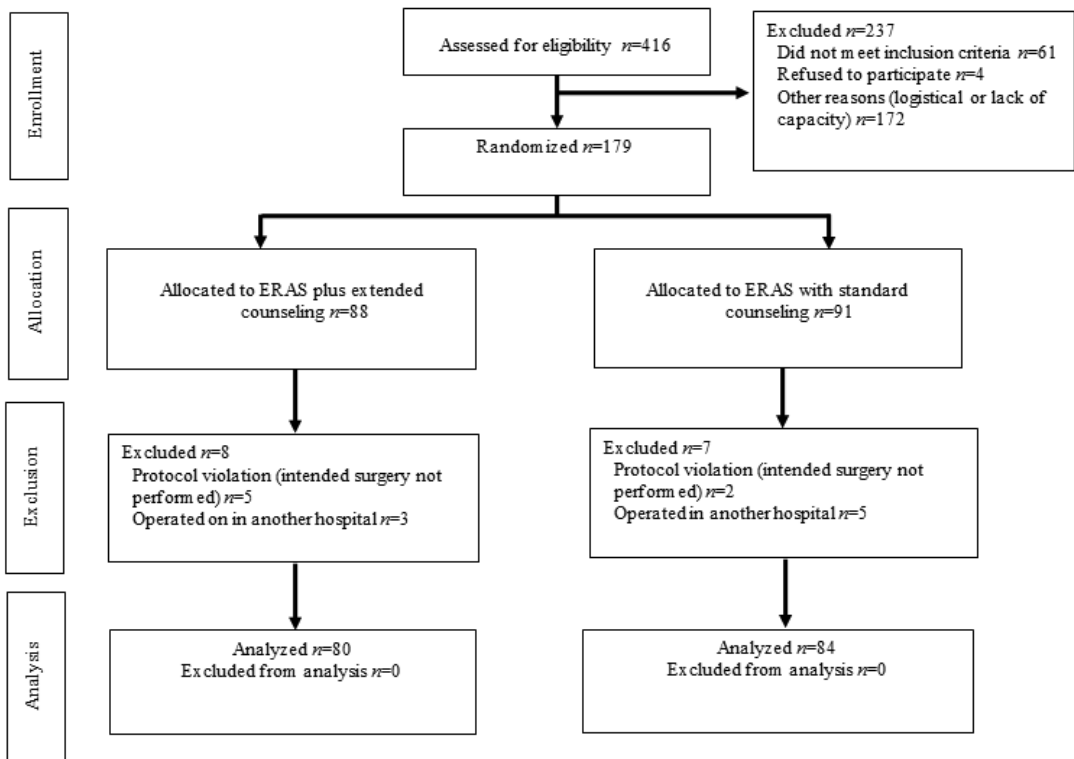 Enrollment
Assessed for eligibility n=416
Excluded n=237
Did not meet inclusion criteria n=61
Refused to participate n=4
Other reasons (logistical or lack of
capacity) n=172
Randomized n=179
Allocation
Allocated to ERAS plus extended
counseling n=88
Allocated to ERAS with standard
counseling n=91
Exclusion
Excluded n=8
Protocol violation (intended surgery not
performed) n=5
Operated on in another hospital n=3
Excluded n=7
Protocol violation (intended surgery not
performed) n=2
Operated in another hospital n=5
Analysis
Analyzed n=80
Excluded from analysis n=0
Analyzed n=84
Excluded from analysis n=0